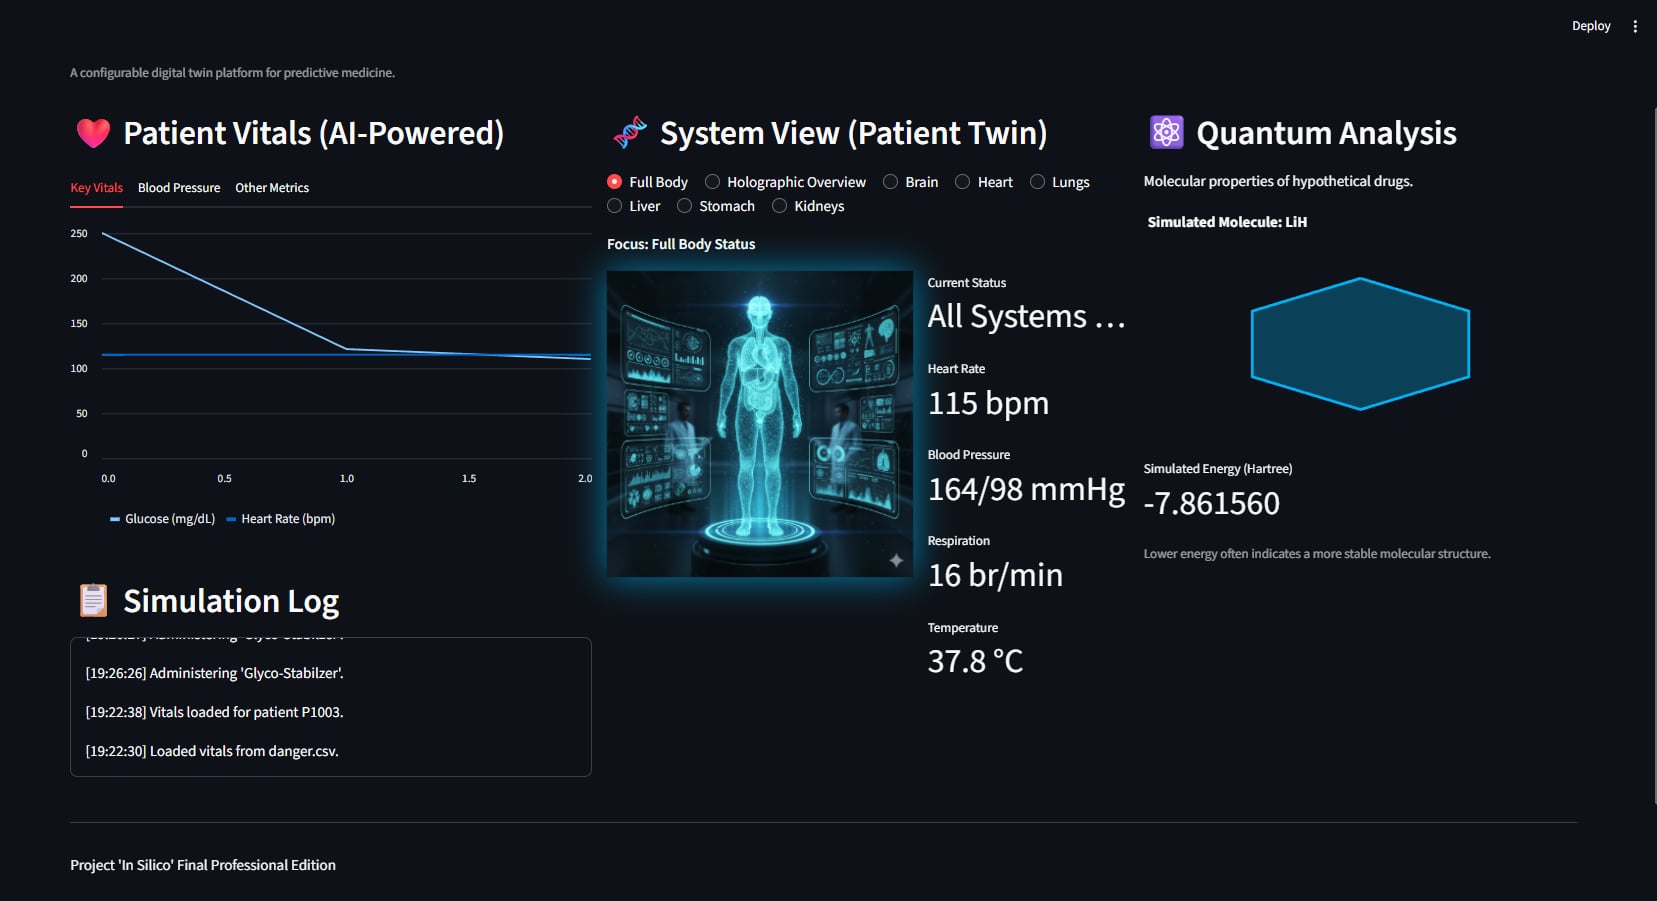 Deploy
A configurable digital twin platform for predictive medicine.
Patient Vitals (AI-Powered)
Key Vitals Blood Pressure Other Metrics
250
200
150
100
50
0
0.0 0.5 1.0 1.5 2.0
Glucose (mg/dL) Heart Rate (bpm)
Simulation Log
Administering 'Glyco-Stabilzer'.
[19:26:26] Administering 'Glyco-Stabilzer'.
[19:22:38] Vitals loaded for patient P1003.
[19:22:30] Loaded vitals from danger.csv.
System View (Patient Twin)
Full Body Holographic Overview Brain Heart Lungs
Liver Stomach Kidneys
Focus: Full Body Status
Current Status
All Systems …
Heart Rate
115 bpm
Blood Pressure
164/98 mmHg
Respiration
16 br/min
Temperature
37.8 °C
Quantum Analysis
Molecular properties of hypothetical drugs.
Simulated Molecule: LiH
Simulated Energy (Hartree)
-7.861560
Lower energy often indicates a more stable molecular structure.
Project 'In Silico' Final Professional Edition